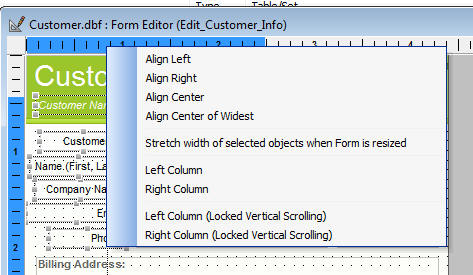 Type Table/Set
Customer.dbf : Form Editor (Edit_Customer_Info)
1 2 3 4
Custo
Customer Nam
Align Left
Align Right
Align Center
Align Center of Widest
Stretch width of selected objects when Form is resized
Left Column
Right Column
Left Column (Locked Vertical Scrolling)
Right Column (Locked Vertical Scrolling)
1
Custome
Name.(First, La
Company Na
En
2
Pho
Billing Address: